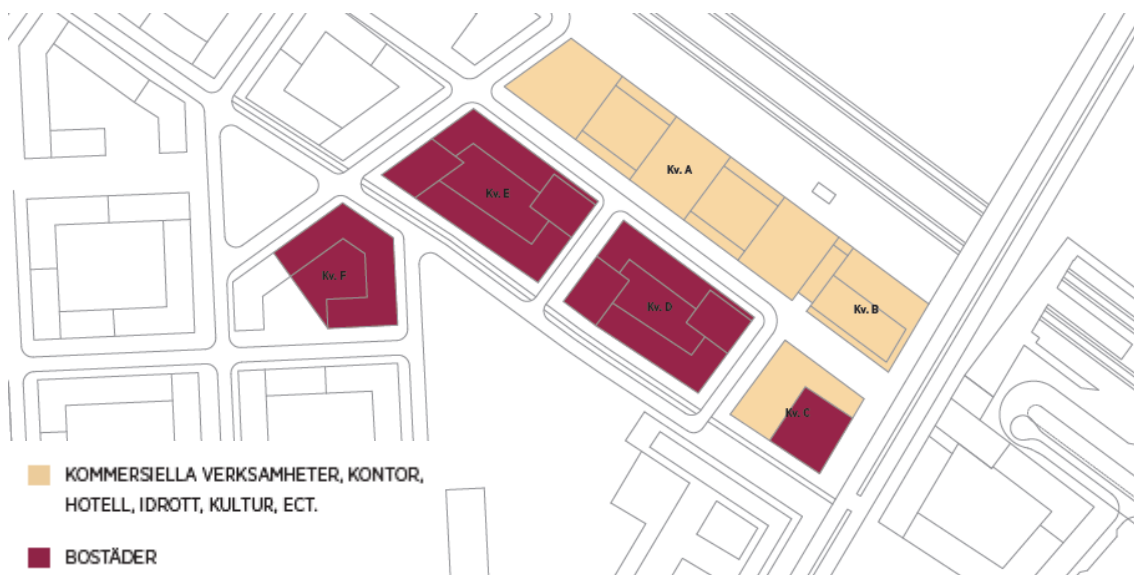 Kv. A
Kv. E
Kv. F
Kv. D
Kv. B
Kv. C
KOMMERSIELLA VERKSAMHETER, KONTOR,
HOTELL, IDROTT, KULTUR, ECT.
BOSTÄDER